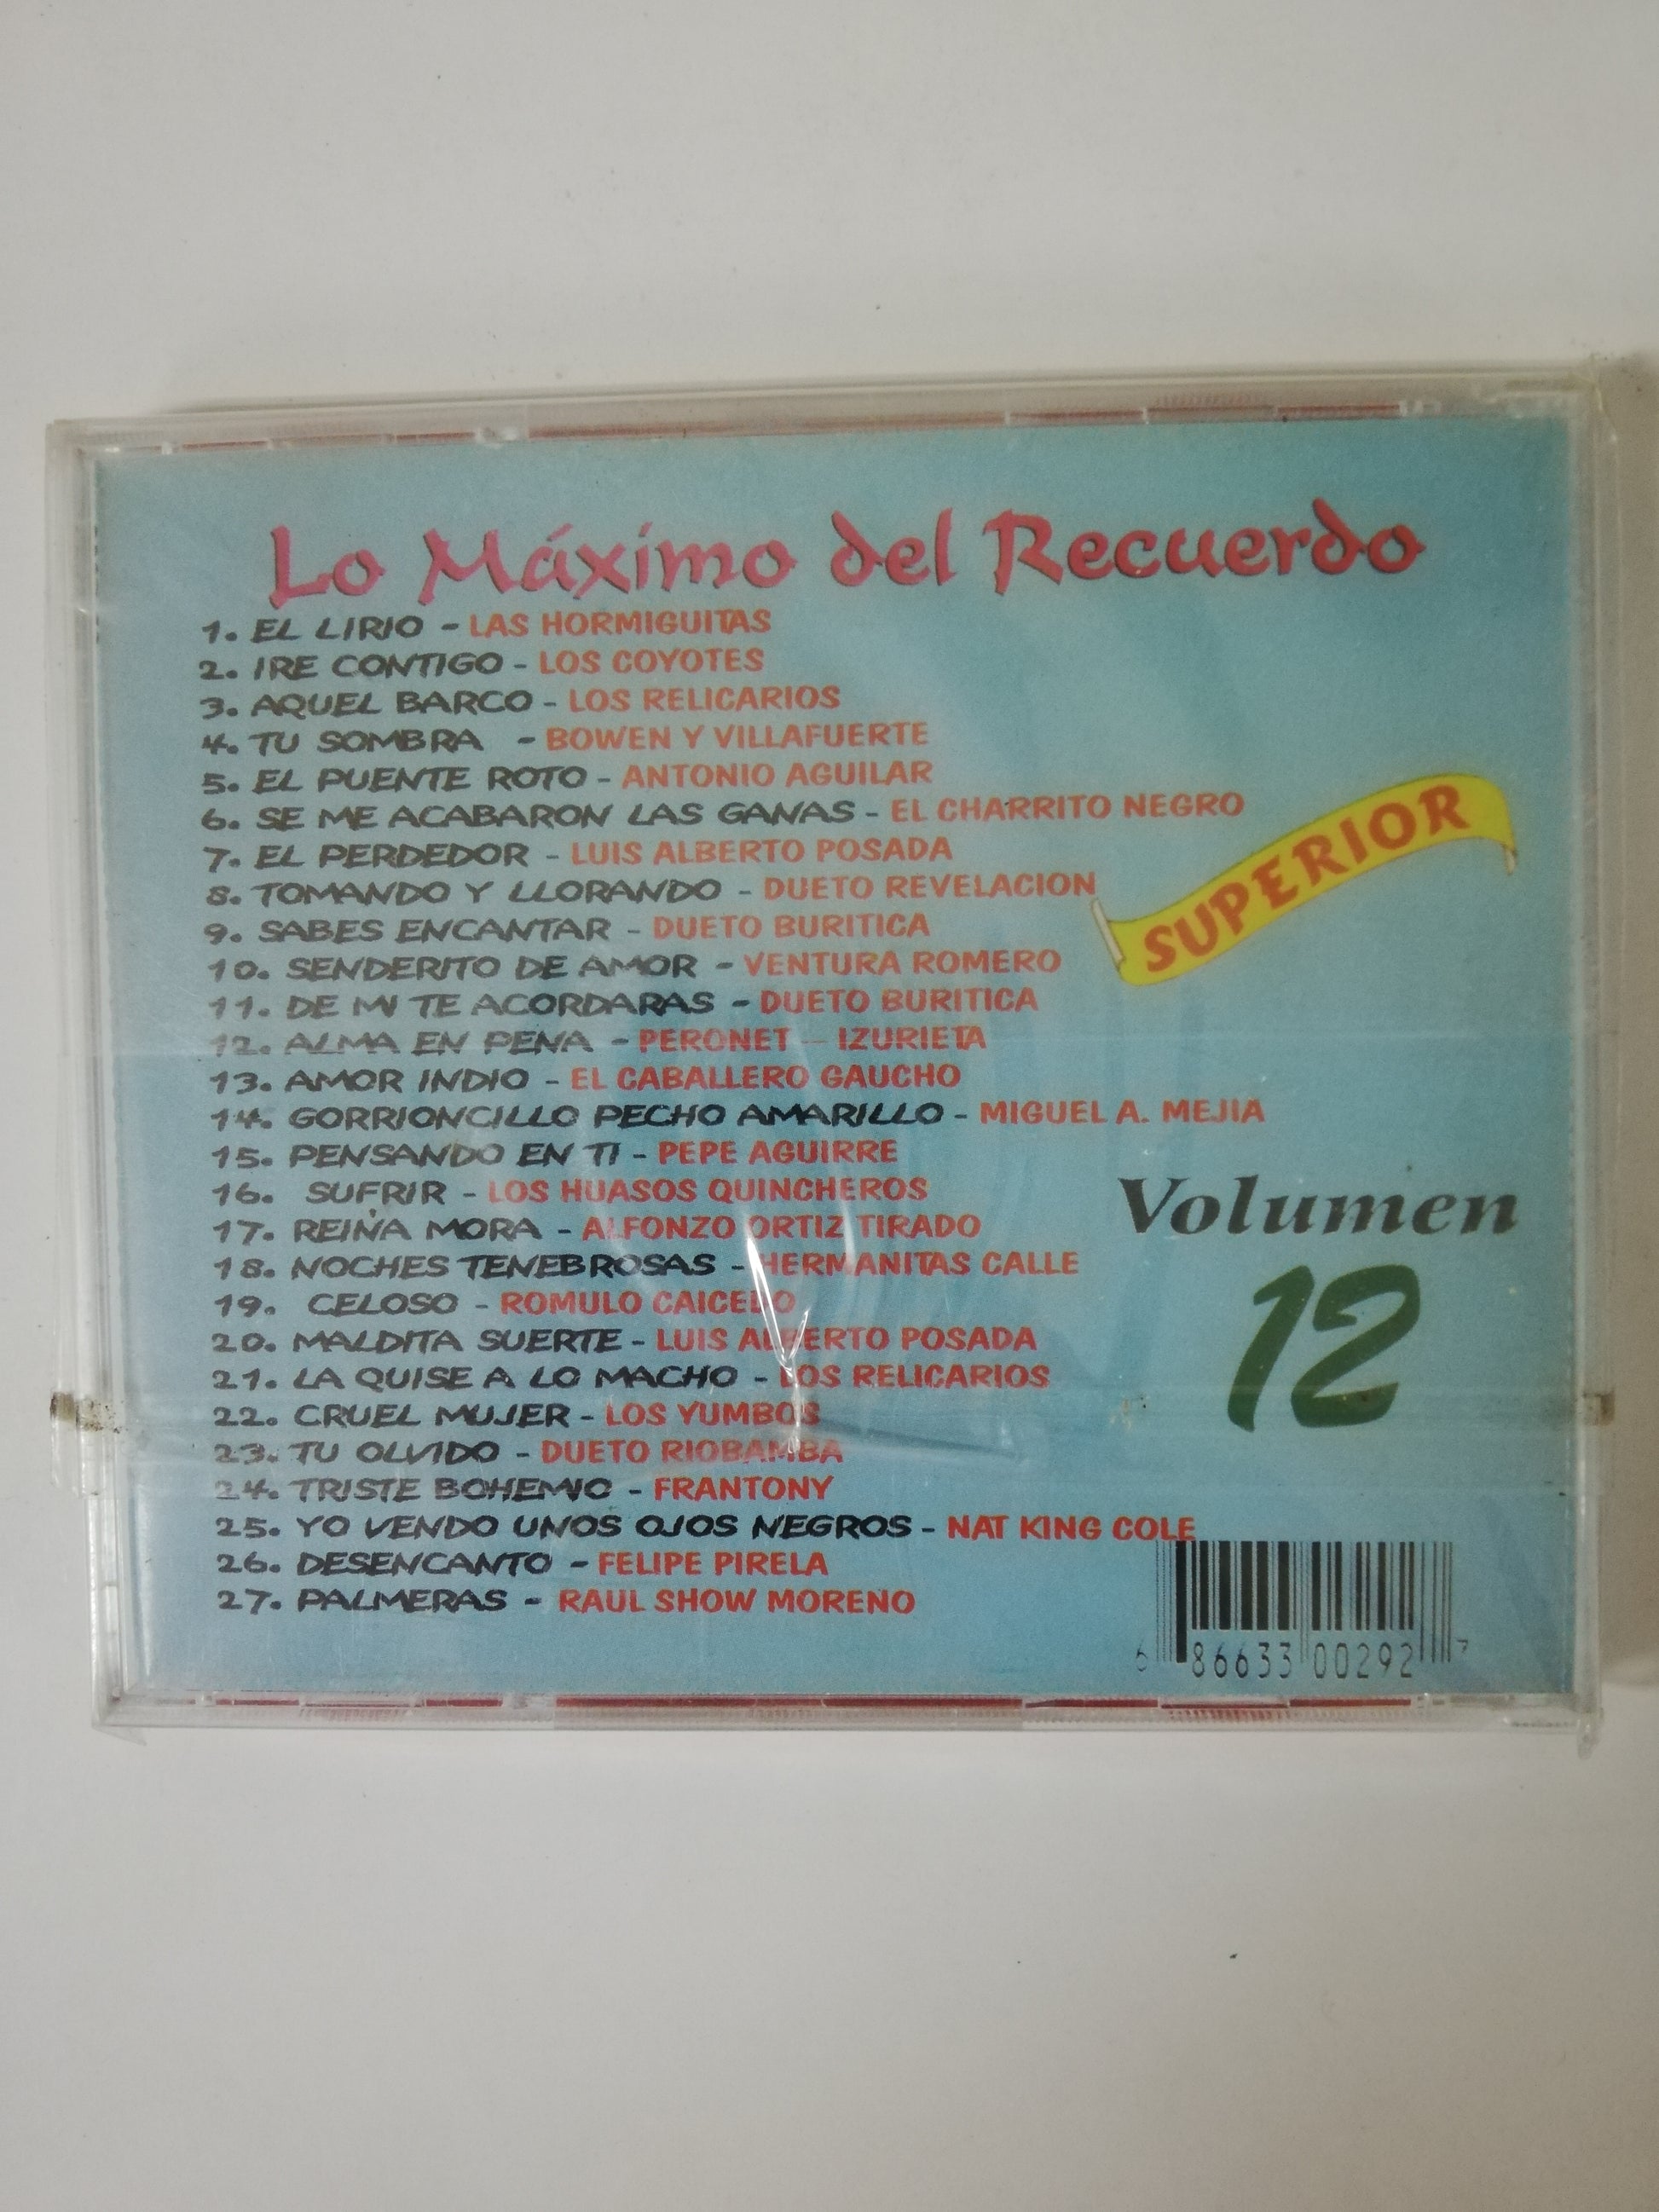 Lo Máximo del Recuerdo
1. EL LIRIO - LAS HORMIGUITAS
2. IRE CONTIGO - LOS COYOTES
3. AQUEL BARCO - LOS RELICARIOS
4. TU SOMBRA - BOWEN Y VILLAFUERTE
5. EL PUENTE ROTO - ANTONIO AGUILAR
6. SE ME ACABARON LAS GANAS - EL CHARRITO NEGRO
7. EL PERDEDOR - LUIS ALBERTO POSADA
8. TOMANDO Y LLORANDO - DUETO REVELACION
9. SABES ENCANTAR - DUETO BURITICA
10. SENDERITO DE AMOR - VENTURA ROMERO
11. DE MI TE ACORDARAS - DUETO BURITICA
12. ALMA EN PENA - PERONET - IZURIETA
13. AMOR INDIO - EL CABALLERO GAUCHO
14. GORRIONCILLO PECHO AMARILLO - MIGUEL A. MEJIA
15. PENSANDO EN TI - PEPE AGUIRRE
16. SUFRIR - LOS HUASOS QUINCHEROS
17. REINA MORA - ALFONZO ORTIZ TIRADO
18. NOCHES TENEBROSAS - HERMANITAS CALLE
19. CELOSO - ROMULO CAICEDO
20. MALDITA SUERTE - LUIS ALBERTO POSADA
21. LA QUISE A LO MACHO - LOS RELICARIOS
22. CRUEL MUJER - LOS YUMBOS
23. TU OLVIDO - DUETO RIOBAMBA
24. TRISTE BOHEMIO - FRANTONY
25. YO VENDO UNOS OJOS NEGROS - NAT KING COLE
26. DESENCANTO - FELIPE PIRELA
27. PALMERAS - RAUL SHOW MORENO
SUPERIOR
Volumen
12
6 86633 00292 7